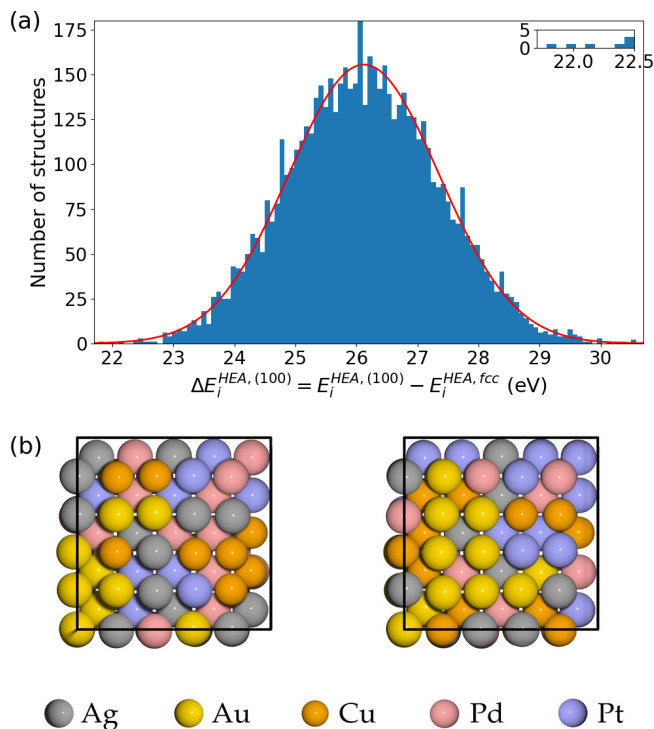 (a)
175
150
125
100
75
50
25
0
Number of structures
5
0
22.0 22.5
22 23 24 25 26 27 28 29 30
ΔE_i^{HEA,(100)} = E_i^{HEA,(100)} − E_i^{HEA,fcc} (eV)
(b)
Ag Au Cu Pd Pt